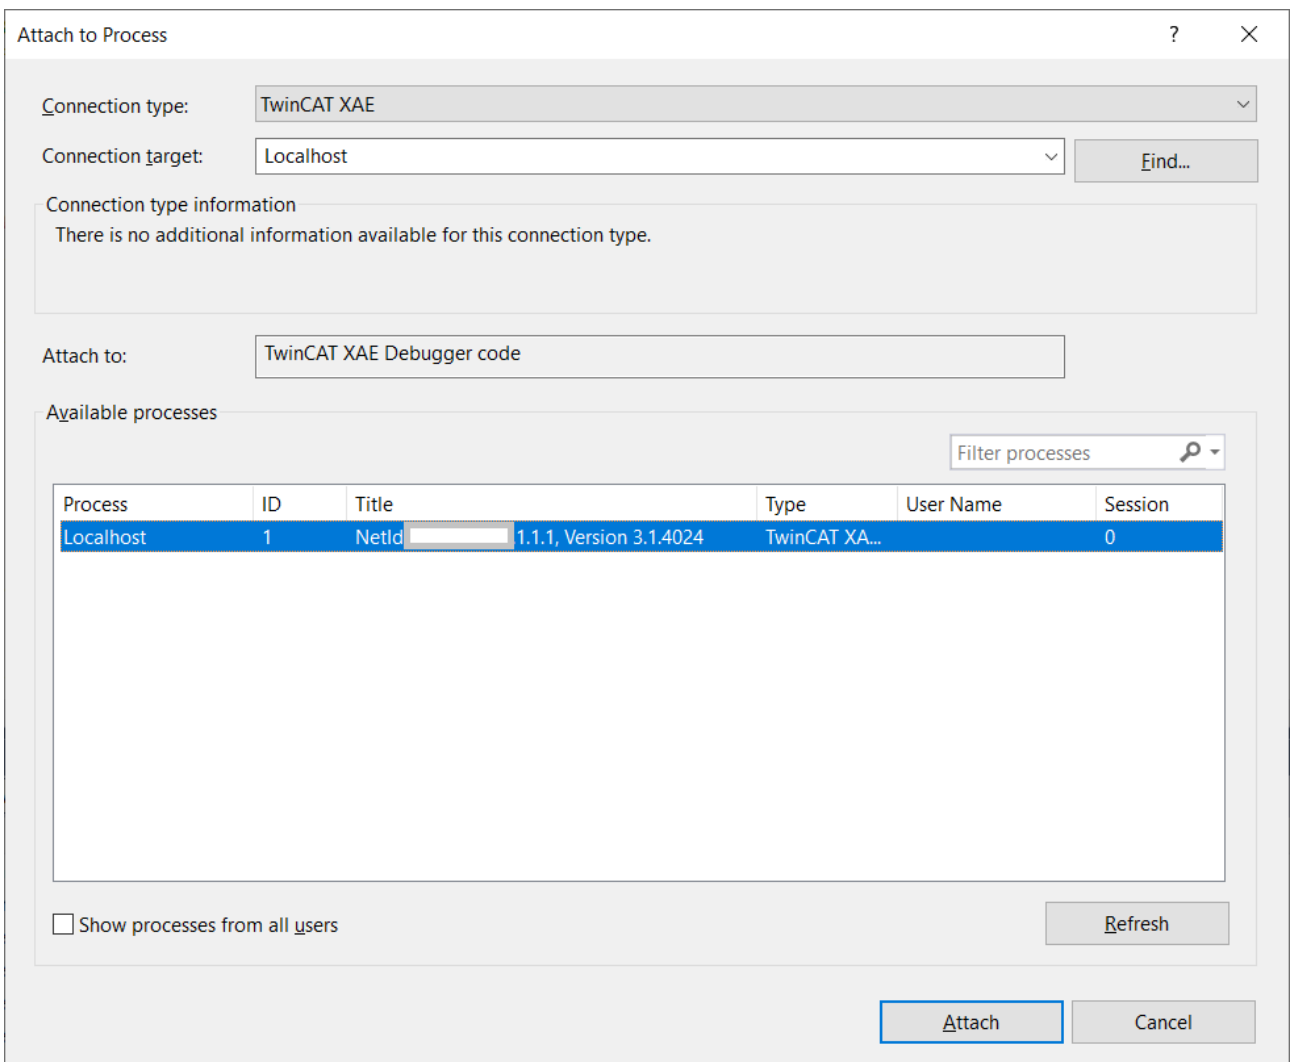 Attach to Process ?
Connection type: TwinCAT XAE
Connection target: Localhost Find...
Connection type information
There is no additional information available for this connection type.
Attach to: TwinCAT XAE Debugger code
Available processes
Filter processes
Process ID Title Type User Name Session
Localhost 1 NetId 1.1.1, Version 3.1.4024 TwinCAT XA... 0
Show processes from all users Refresh
Attach Cancel